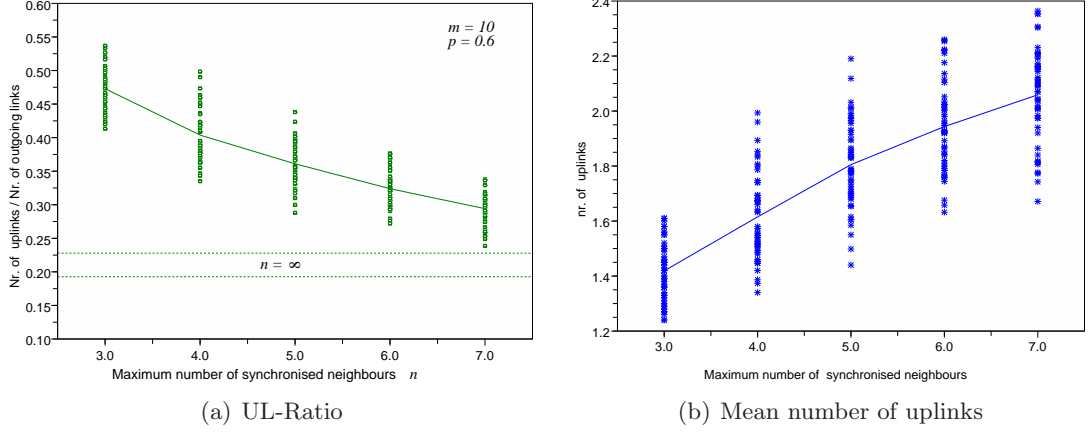 m = 10
p = 0.6
Nr. of uplinks / Nr. of outgoing links
0.60
0.55
0.50
0.45
0.40
0.35
0.30
0.25
0.20
0.15
0.10
n = ∞
3.0 4.0 5.0 6.0 7.0
Maximum number of synchronised neighbours n
(a) UL-Ratio
nr. of uplinks
2.4
2.2
2.0
1.8
1.6
1.4
1.2
3.0 4.0 5.0 6.0 7.0
Maximum number of synchronised neighbours
(b) Mean number of uplinks